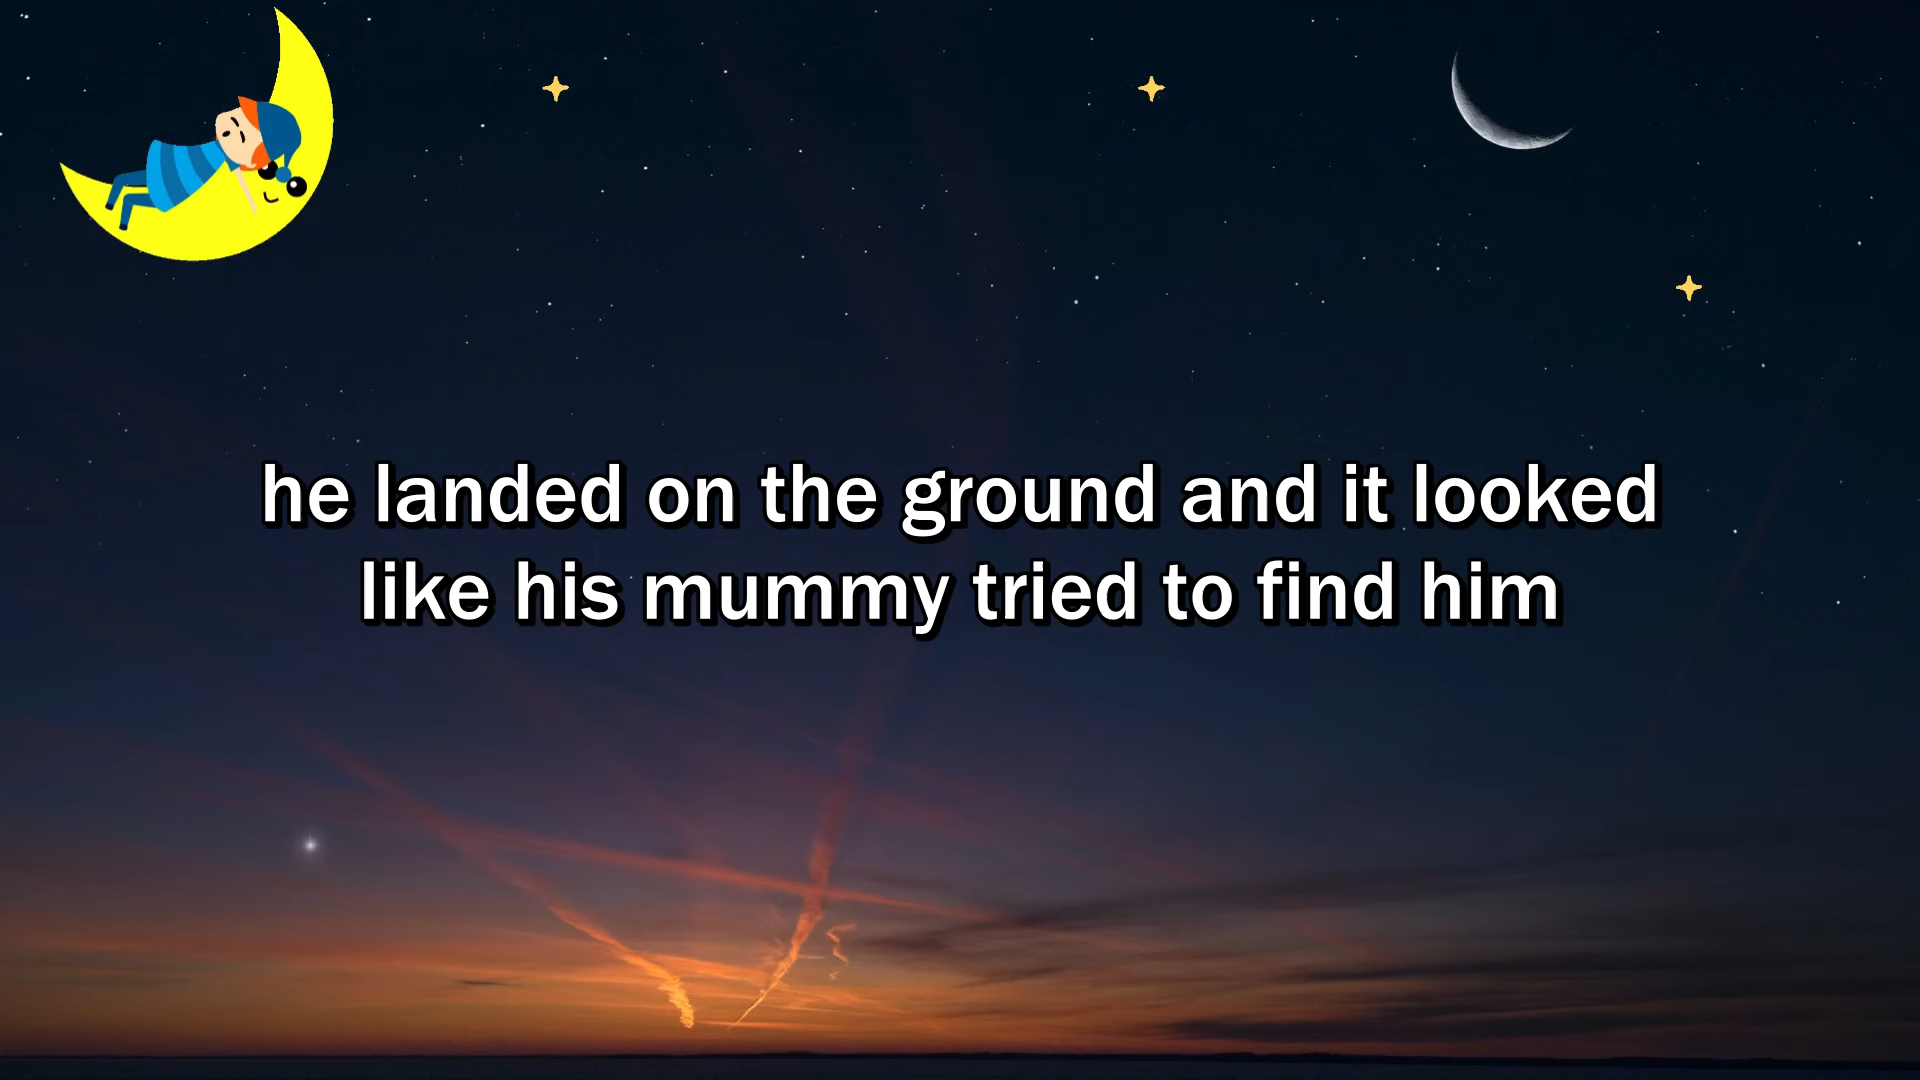 he landed on the ground and it looked
like his mummy tried to find him